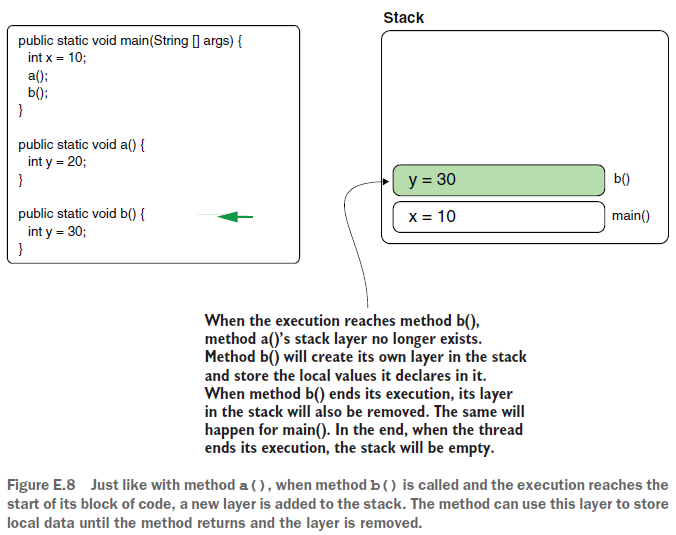 Stack
public static void main(String [] args) {
int x = 10;
a();
b();
}
public static void a() {
int y = 20;
}
public static void b() {
int y = 30;
}
y = 30
b()
x = 10
main()
When the execution reaches method b(),
method a()’s stack layer no longer exists.
Method b() will create its own layer in the stack
and store the local values it declares in it.
When method b() ends its execution, its layer
in the stack will also be removed. The same will
happen for main(). In the end, when the thread
ends its execution, the stack will be empty.
Figure E.8 Just like with method a(), when method b() is called and the execution reaches the
start of its block of code, a new layer is added to the stack. The method can use this layer to store
local data until the method returns and the layer is removed.